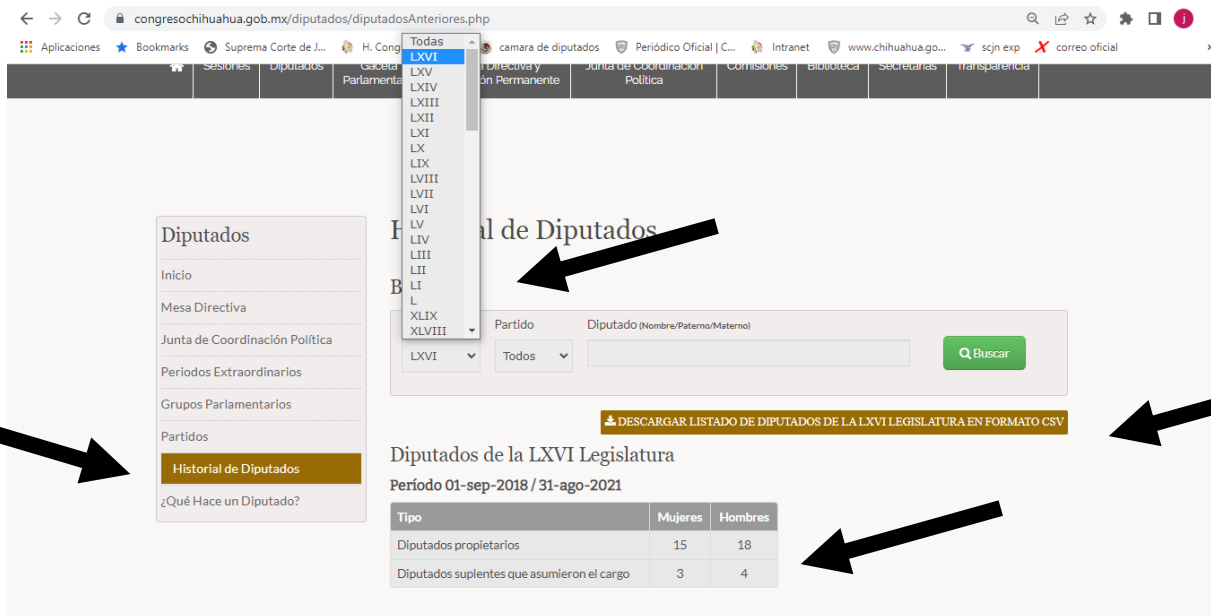 congresochihuahua.gob.mx/diputados/diputadosAnteriores.php
Aplicaciones Bookmarks Suprema Corte de J... H. Cong camara de diputados Periódico Oficial | C... Intranet www.chihuahua.go... scjn exp correo oficial
Sesiones Diputados Gaceta Directiva y Junta de Coordinación Comisiones Biblioteca Secretarías Transparencia
Parlamenta ón Permanente Política
Todas
LXVI
LXV
LXIV
LXIII
LXII
LXI
LX
LIX
LVIII
LVII
LVI
LV
LIV
LIII
LII
LI
L
XLIX
XLVIII
Diputados
Inicio
Mesa Directiva
Junta de Coordinación Política
Periodos Extraordinarios
Grupos Parlamentarios
Partidos
Historial de Diputados
¿Qué Hace un Diputado?
H al de Diputados
B
Partido Diputado (Nombre/Paterno/Materno)
LXVI Todos Buscar
DESCARGAR LISTADO DE DIPUTADOS DE LA LXVI LEGISLATURA EN FORMATO CSV
Diputados de la LXVI Legislatura
Período 01-sep-2018 / 31-ago-2021
Tipo Mujeres Hombres
Diputados propietarios 15 18
Diputados suplentes que asumieron el cargo 3 4